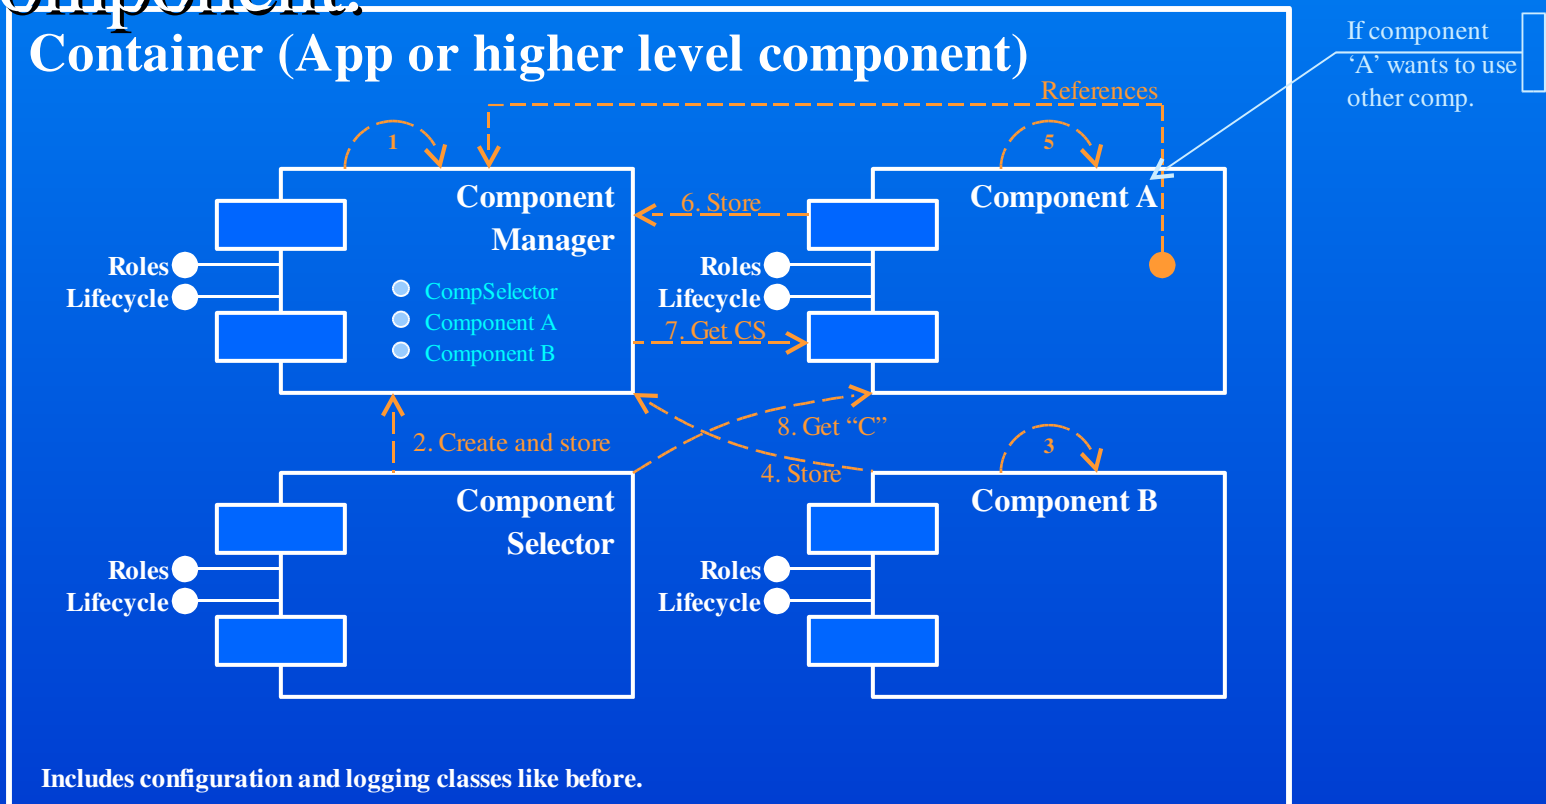 omponent.
Container (App or higher level component)
If component
‘A’ wants to use
other comp.
References
1
5
Component
Manager
Component A
6. Store
Roles
Lifecycle
Roles
Lifecycle
CompSelector
Component A
Component B
7. Get CS
8. Get “C”
2. Create and store
4. Store
3
Component
Selector
Component B
Roles
Lifecycle
Roles
Lifecycle
Includes configuration and logging classes like before.